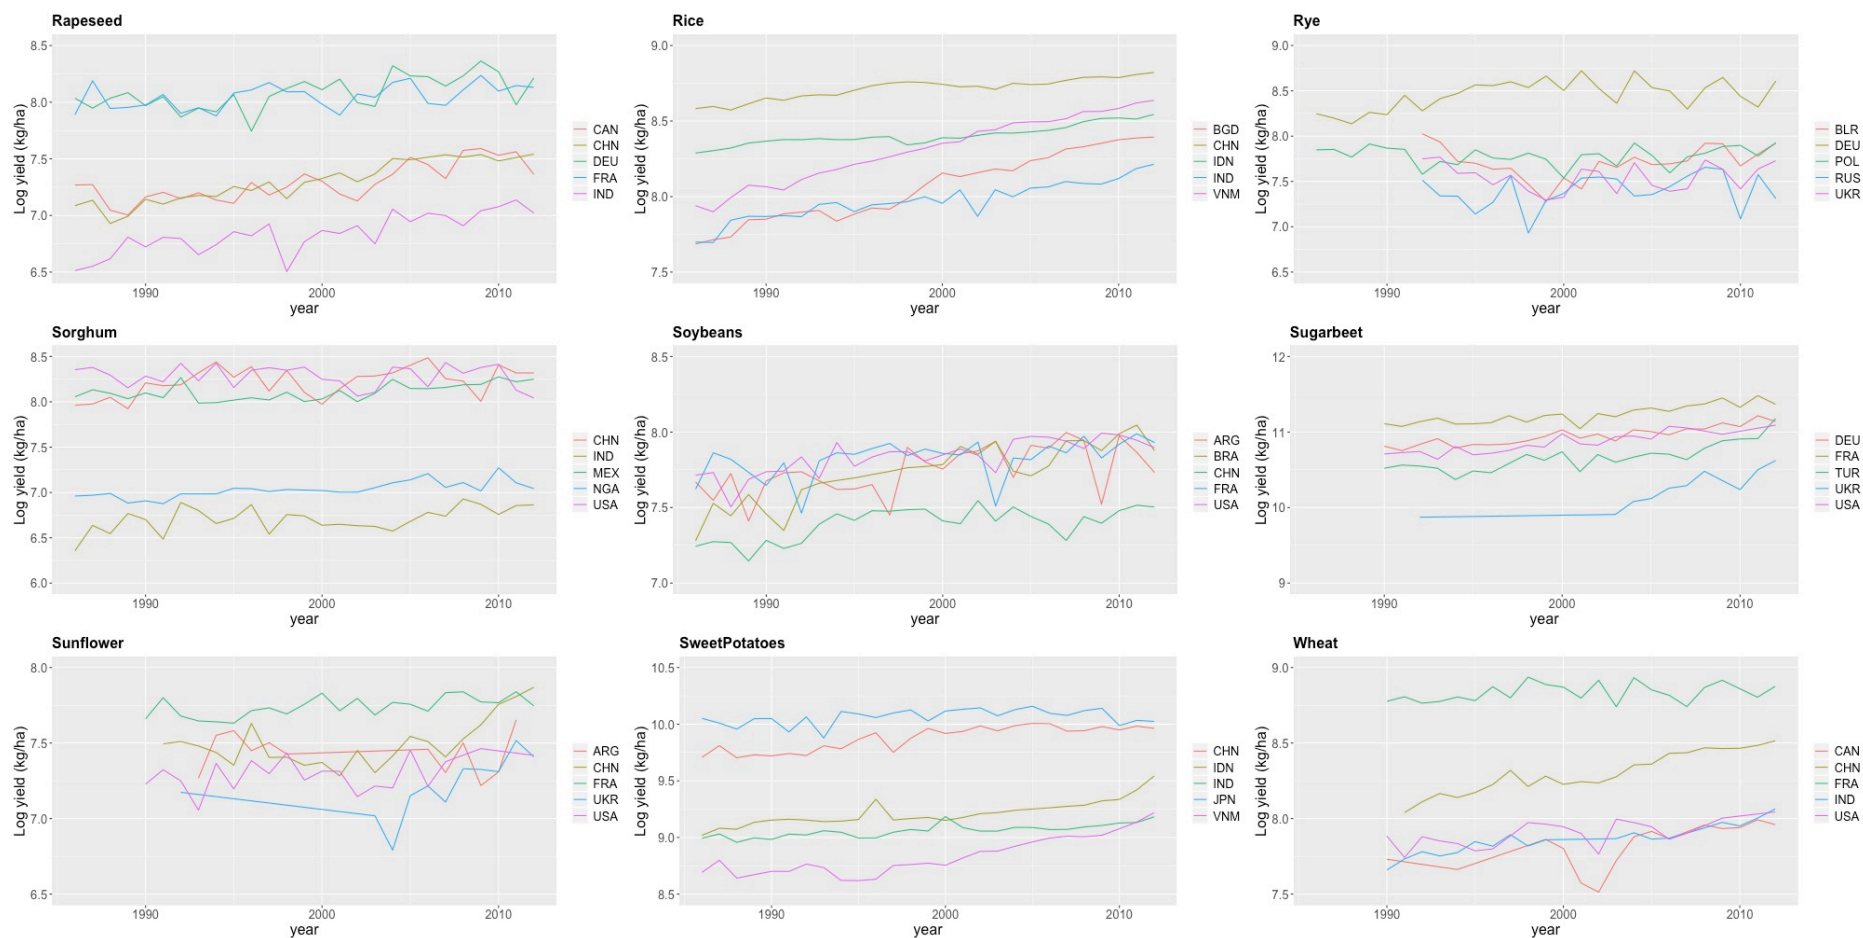 Rapeseed
Log yield (kg/ha)
8.5
8.0
7.5
7.0
6.5
1990
2000
2010
year
CAN
CHN
DEU
FRA
IND
Rice
Log yield (kg/ha)
9.0
8.5
8.0
7.5
1990
2000
2010
year
BGD
CHN
IDN
IND
VNM
Rye
Log yield (kg/ha)
9.0
8.5
8.0
7.5
7.0
6.5
1990
2000
2010
year
BLR
DEU
POL
RUS
UKR
Sorghum
Log yield (kg/ha)
8.5
8.0
7.5
7.0
6.5
6.0
1990
2000
2010
year
CHN
IND
MEX
NGA
USA
Soybeans
Log yield (kg/ha)
8.5
8.0
7.5
7.0
1990
2000
2010
year
ARG
BRA
CHN
FRA
USA
Sugarbeet
Log yield (kg/ha)
12
11
10
9
1990
2000
2010
year
DEU
FRA
TUR
UKR
USA
Sunflower
Log yield (kg/ha)
8.0
7.5
7.0
6.5
1990
2000
2010
year
ARG
CHN
FRA
UKR
USA
SweetPotatoes
Log yield (kg/ha)
10.5
10.0
9.5
9.0
8.5
1990
2000
2010
year
CHN
IDN
IND
JPN
VNM
Wheat
Log yield (kg/ha)
9.0
8.5
8.0
7.5
1990
2000
2010
year
CAN
CHN
FRA
IND
USA